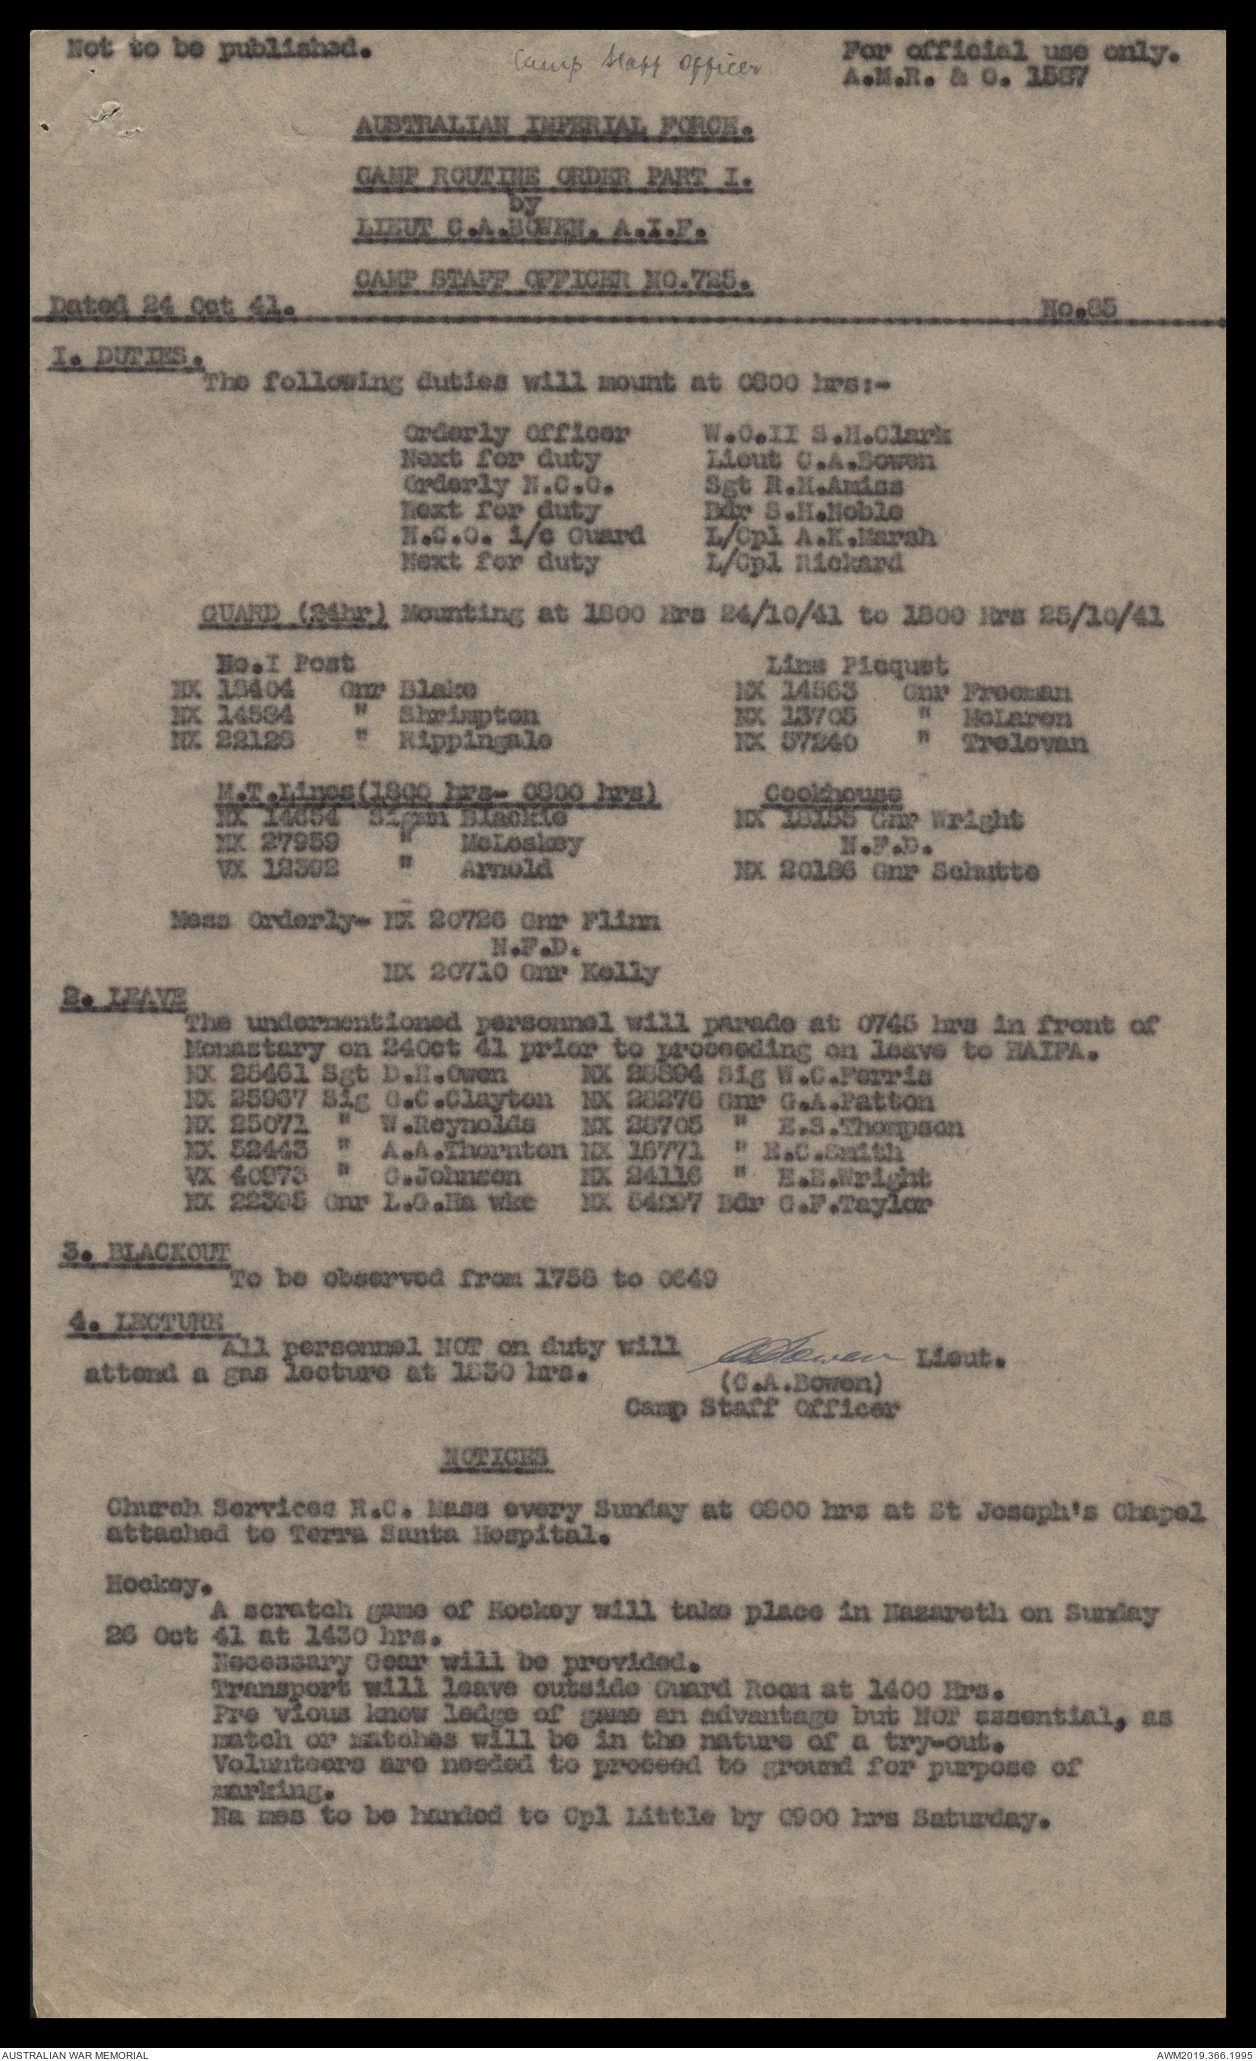 Not to be published.
Camp Staff Officer
For official use only.
A.M.R. & O. 1587
AUSTRALIAN IMPERIAL FORCE.
CAMP ROUTINE ORDER PART I.
by
LIEUT C.A.BOWEN. A.I.F.
CAMP STAFF OFFICER NO.725.
Dated 24 Oct 41. No.85
I. DUTIES.
The following duties will mount at 0800 hrs:-
Orderly Officer W.O.II S.H.Clark
Next for duty Lieut C.A.Bowen
Orderly N.C.O. Sgt R.H.Amiss
Next for duty Bdr S.H.Noble
N.C.O. i/c Guard L/Cpl A.K.Marsh
Next for duty L/Cpl Rickard
GUARD (24hr) Mounting at 1800 Hrs 24/10/41 to 1800 Hrs 25/10/41
No.I Post Line Picquet
NX 18404 Gnr Blake NX 14563 Gnr Freeman
NX 14564 " Shrimpton NX 13705 " McLaren
NX 22126 " Rippingale NX 57240 " Trelovan
M.T.Lines(1800 hrs- 0800 hrs) Cookhouse
NX 14654 Sigmn Blackie NX 18155 Gnr Wright
NX 27959 " McLoskey N.F.D.
VX 12392 " Arnold NX 20186 Gnr Schutte
Mess Orderly- NX 20726 Gnr Flinn
N.F.D.
NX 20710 Gnr Kelly
2. LEAVE
The undermentioned personnel will parade at 0745 hrs in front of
Monastary on 24Oct 41 prior to proceeding on leave to HAIFA.
NX 25461 Sgt D.H.Owen NX 28894 Sig W.C.Ferris
NX 25967 Sig G.C.Clayton NX 28276 Gnr G.A.Patton
NX 25071 " W.Reynolds NX 28705 " E.S.Thompson
NX 52443 " A.A.Thornton NX 16771 " E.C.Smith
VX 40973 " G.Johnson NX 24116 " E.E.Wright
NX 22395 Gnr L.G.Ha wke NX 54297 Bdr G.F.Taylor
3. BLACKOUT
To be observed from 1758 to 0649
4. LECTURE
All personnel NOT on duty will
attend a gas lecture at 1830 hrs.
CABowen Lieut.
(C.A.Bowen)
Camp Staff Officer
NOTICES
Church Services R.C. Mass every Sunday at 0800 hrs at St Joseph's Chapel
attached to Terra Santa Hospital.
Hockey.
A scratch game of Hockey will take place in Nazareth on Sunday
26 Oct 41 at 1430 hrs.
Necessary Gear will be provided.
Transport will leave outside Guard Room at 1400 Hrs.
Pre vious know ledge of game an advantage but NOT essential, as
match or matches will be in the nature of a try-out.
Volunteers are needed to proceed to ground for purpose of
marking.
Na mes to be handed to Cpl Little by 0900 hrs Saturday.
AUSTRALIAN WAR MEMORIAL AWM2019.366.1995